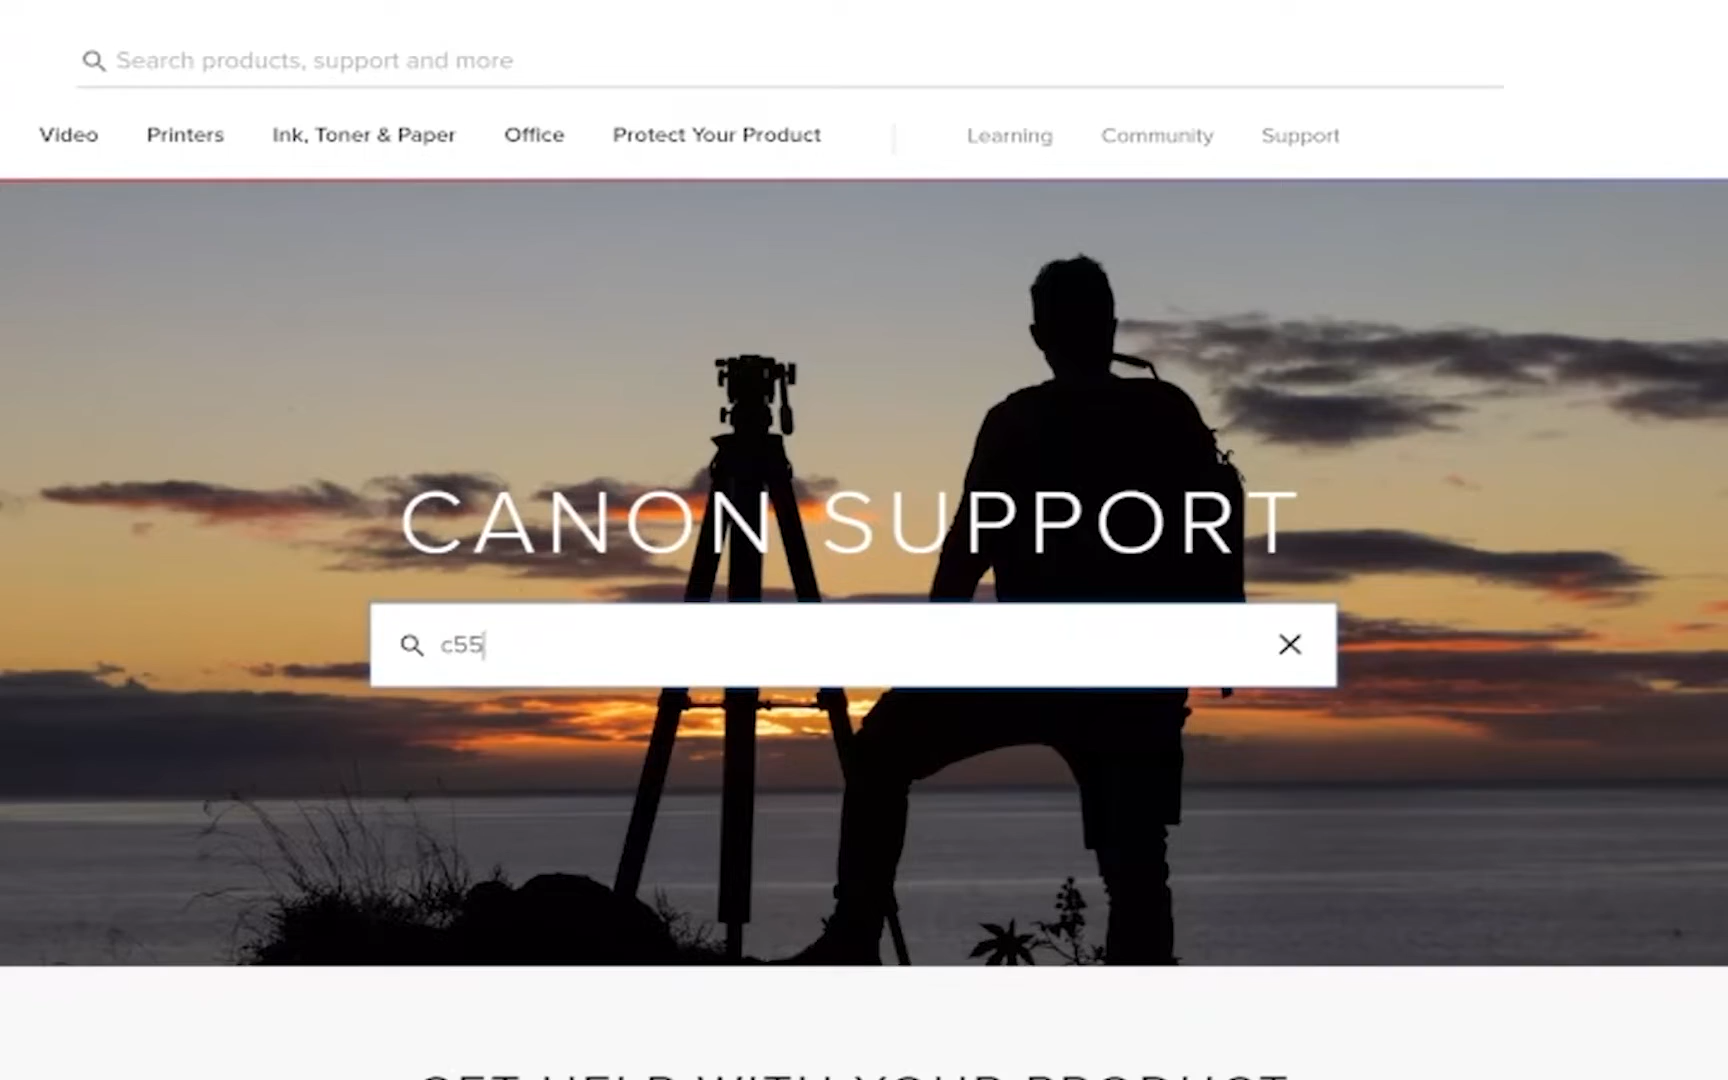 Search products, support and more
Video Printers Ink, Toner & Paper Office Protect Your Product Learning Community Support
CANON SUPPORT
c55
GET HELP WITH YOUR PRODUCT